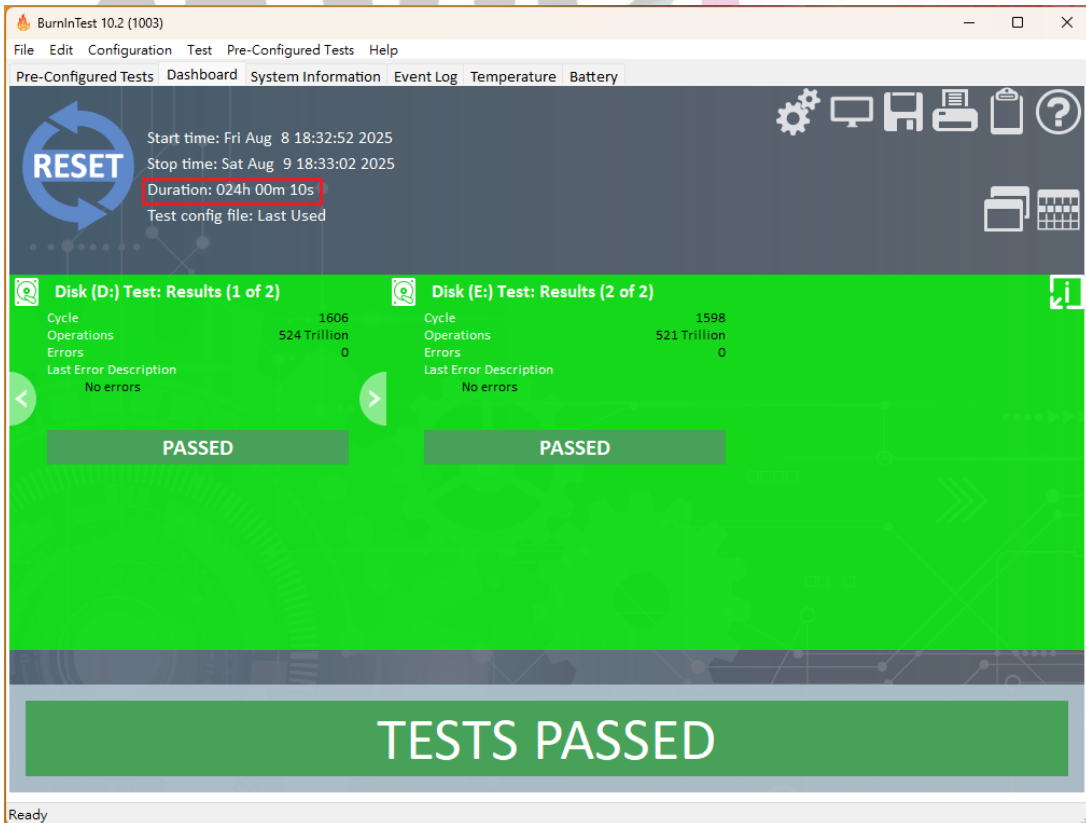 BurnInTest 10.2 (1003)
File Edit Configuration Test Pre-Configured Tests Help
Pre-Configured Tests Dashboard System Information Event Log Temperature Battery
RESET
Start time: Fri Aug 8 18:32:52 2025
Stop time: Sat Aug 9 18:33:02 2025
Duration: 024h 00m 10s
Test config file: Last Used
Disk (D:) Test: Results (1 of 2)
Cycle 1606
Operations 524 Trillion
Errors 0
Last Error Description
No errors
PASSED
Disk (E:) Test: Results (2 of 2)
Cycle 1598
Operations 521 Trillion
Errors 0
Last Error Description
No errors
PASSED
i
TESTS PASSED
Ready